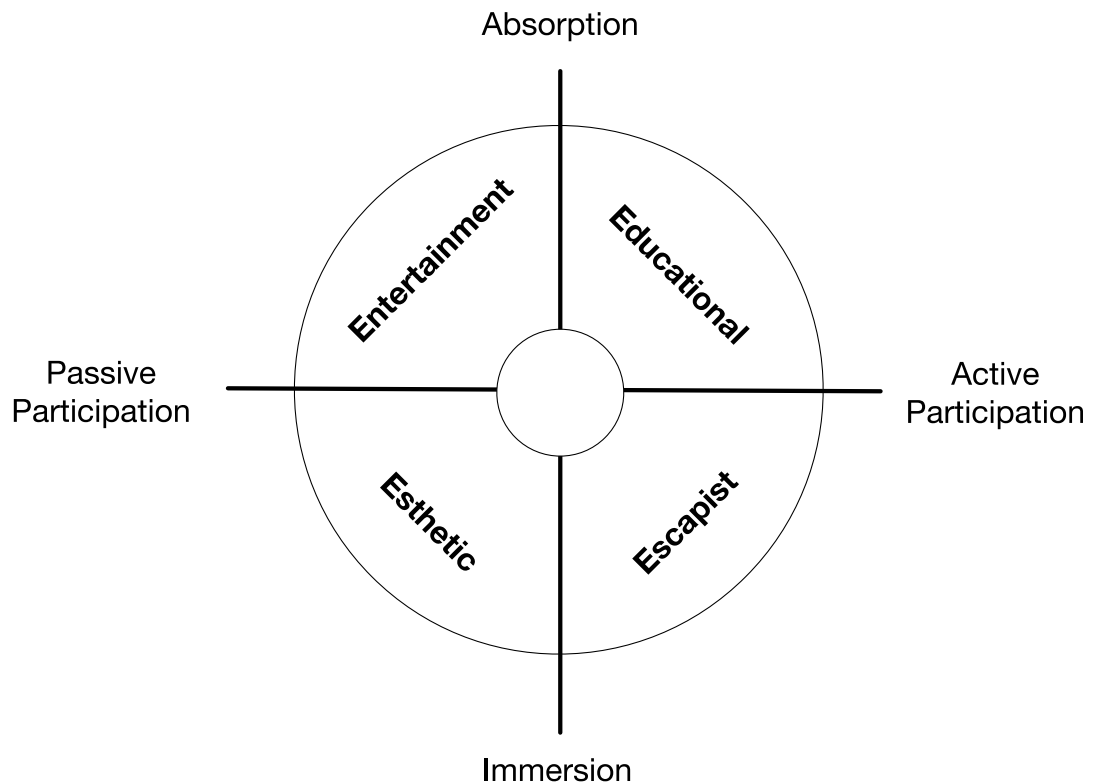 Absorption
Entertainment
Educational
Passive
Participation
Active
Participation
Esthetic
Escapist
Immersion